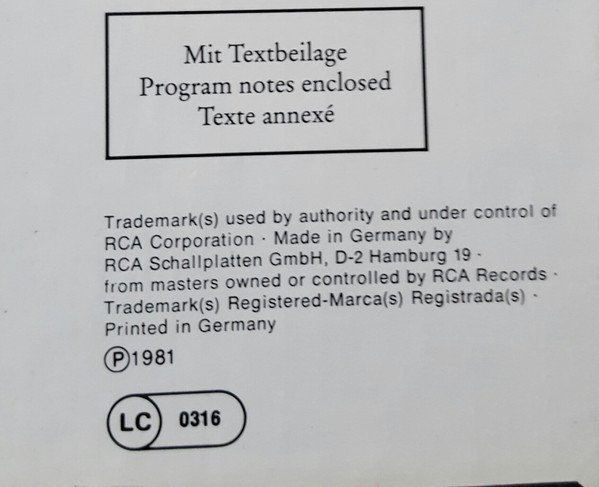 Mit Textbeilage
Program notes enclosed
Texte annexé
Trademark(s) used by authority and under control of
RCA Corporation · Made in Germany by
RCA Schallplatten GmbH, D-2 Hamburg 19 ·
from masters owned or controlled by RCA Records ·
Trademark(s) Registered-Marca(s) Registrada(s) ·
Printed in Germany
Ⓟ1981
LC 0316